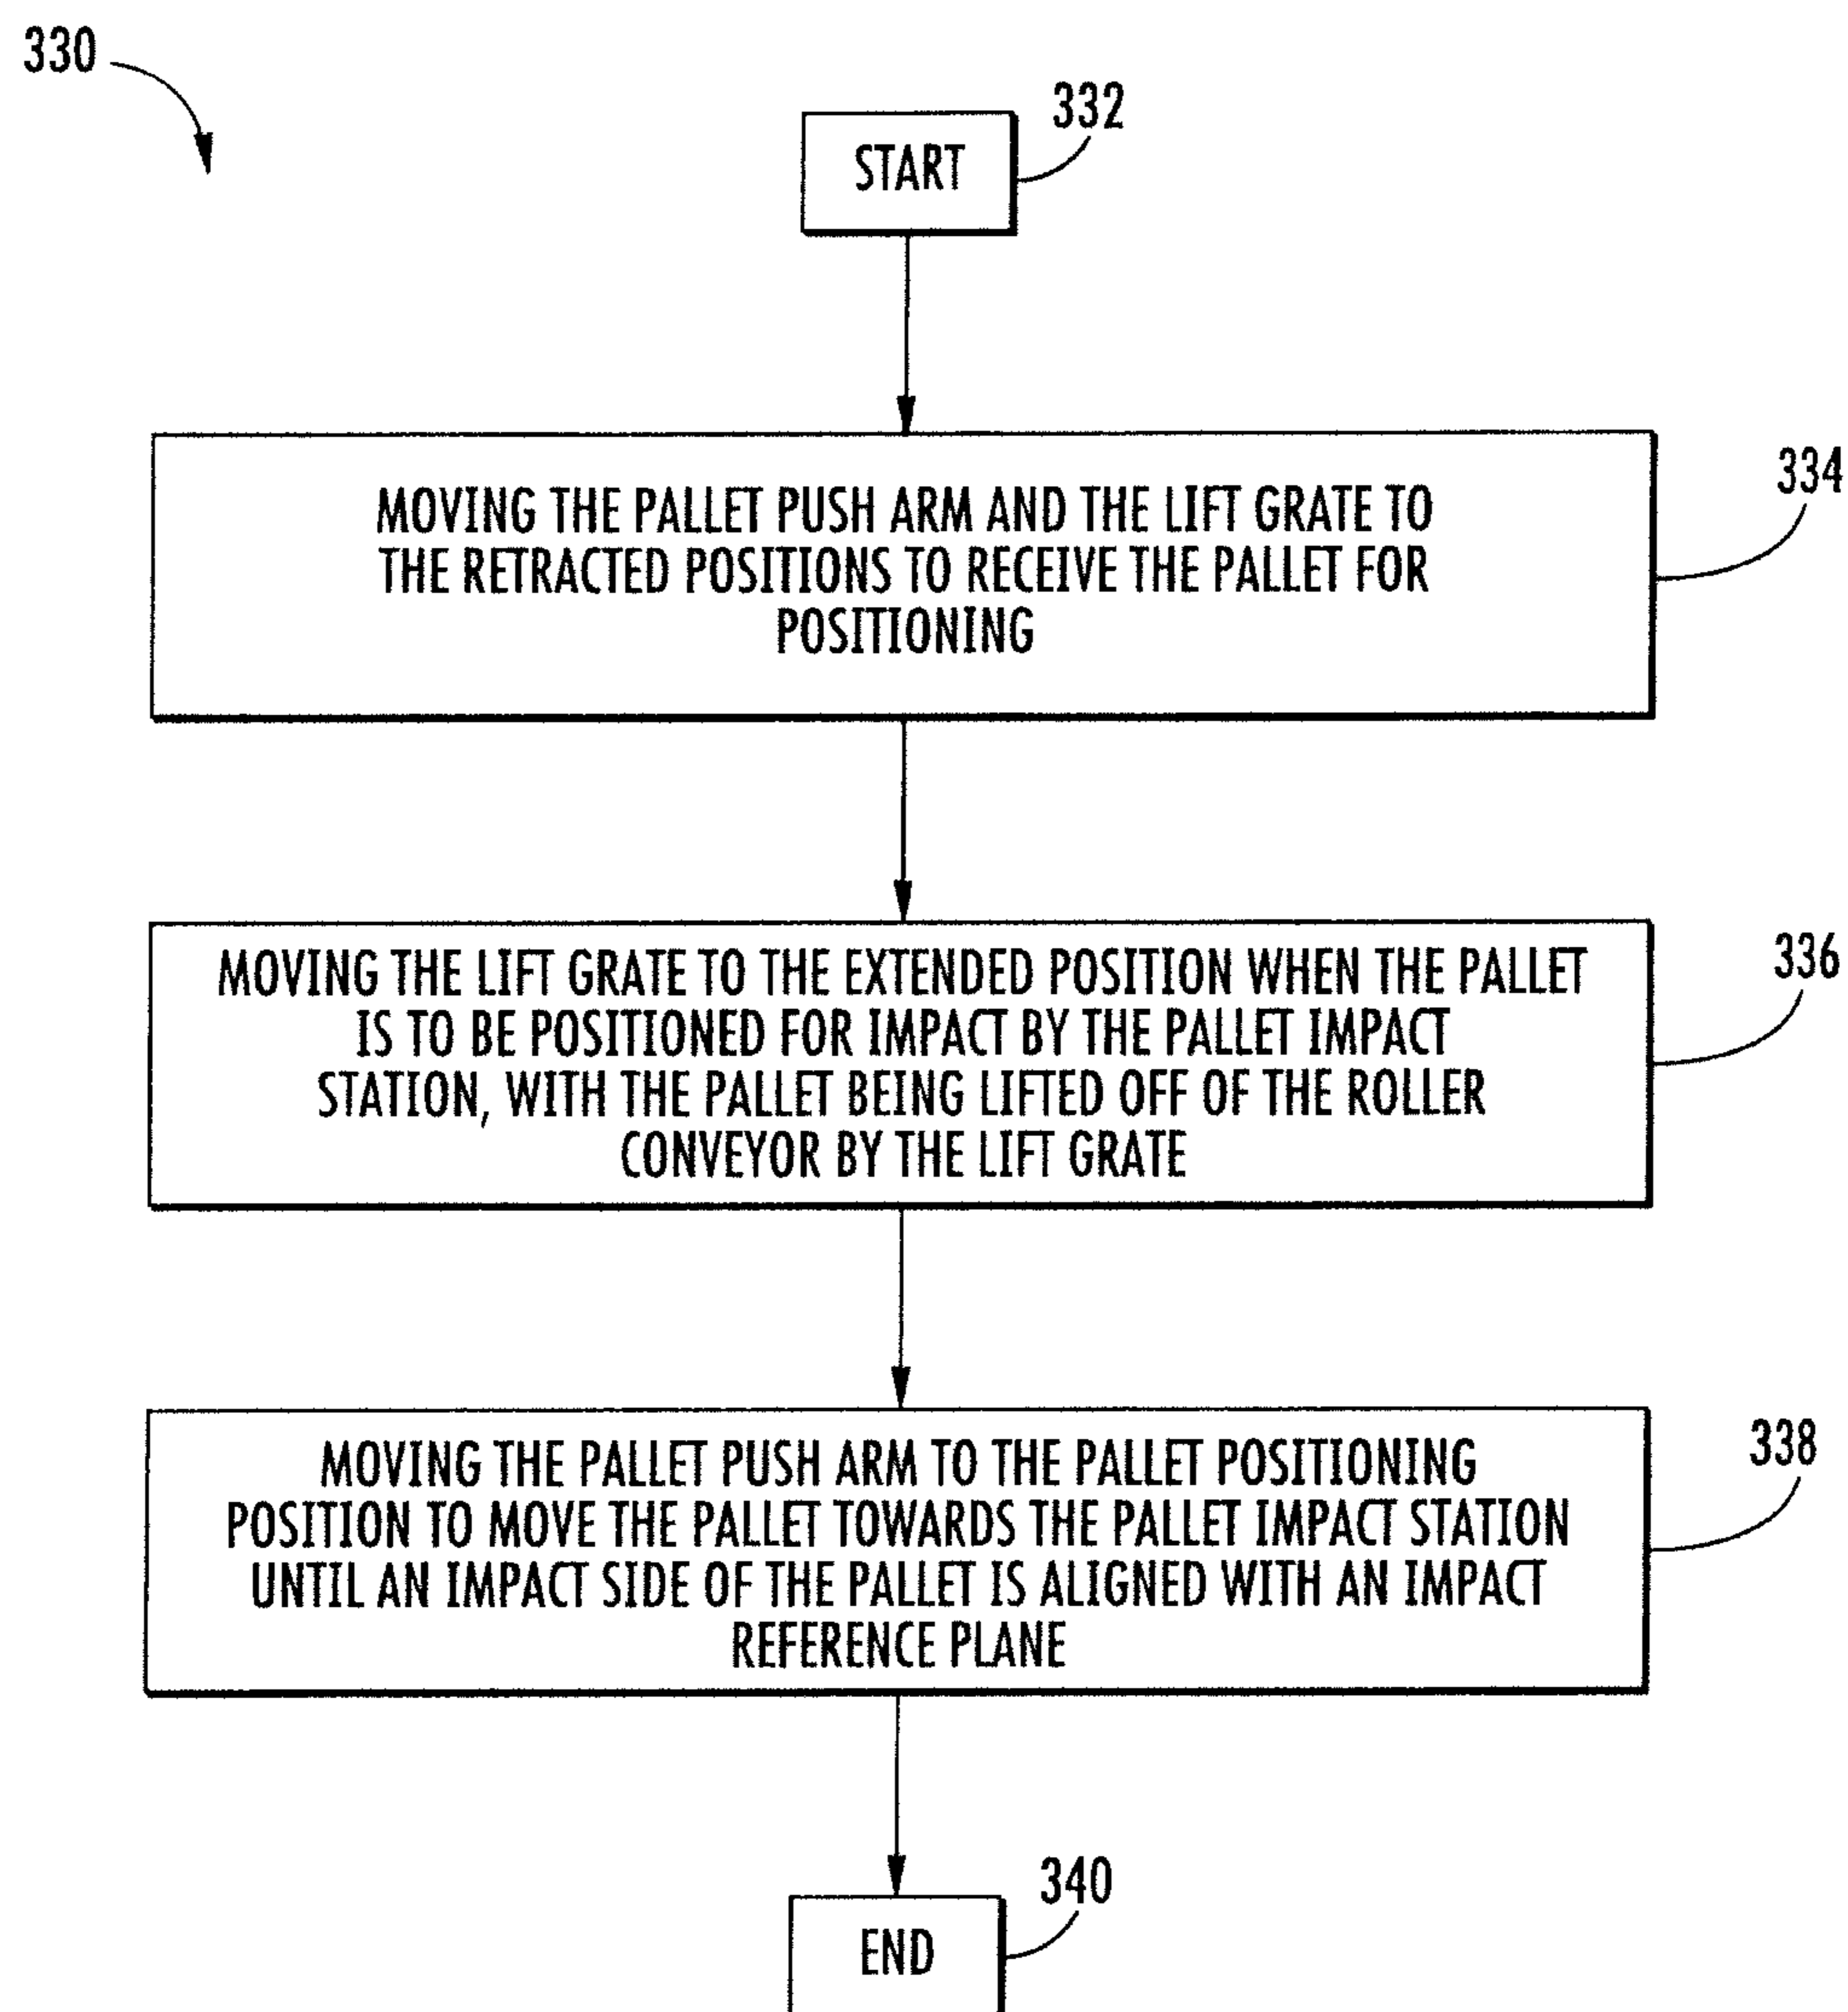 330
332
START
334
MOVING THE PALLET PUSH ARM AND THE LIFT GRATE TO
THE RETRACTED POSITIONS TO RECEIVE THE PALLET FOR
POSITIONING
336
MOVING THE LIFT GRATE TO THE EXTENDED POSITION WHEN THE PALLET
IS TO BE POSITIONED FOR IMPACT BY THE PALLET IMPACT
STATION, WITH THE PALLET BEING LIFTED OFF OF THE ROLLER
CONVEYOR BY THE LIFT GRATE
338
MOVING THE PALLET PUSH ARM TO THE PALLET POSITIONING
POSITION TO MOVE THE PALLET TOWARDS THE PALLET IMPACT STATION
UNTIL AN IMPACT SIDE OF THE PALLET IS ALIGNED WITH AN IMPACT
REFERENCE PLANE
340
END